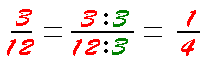 3/12 = 3:3/12:3 = 1/4